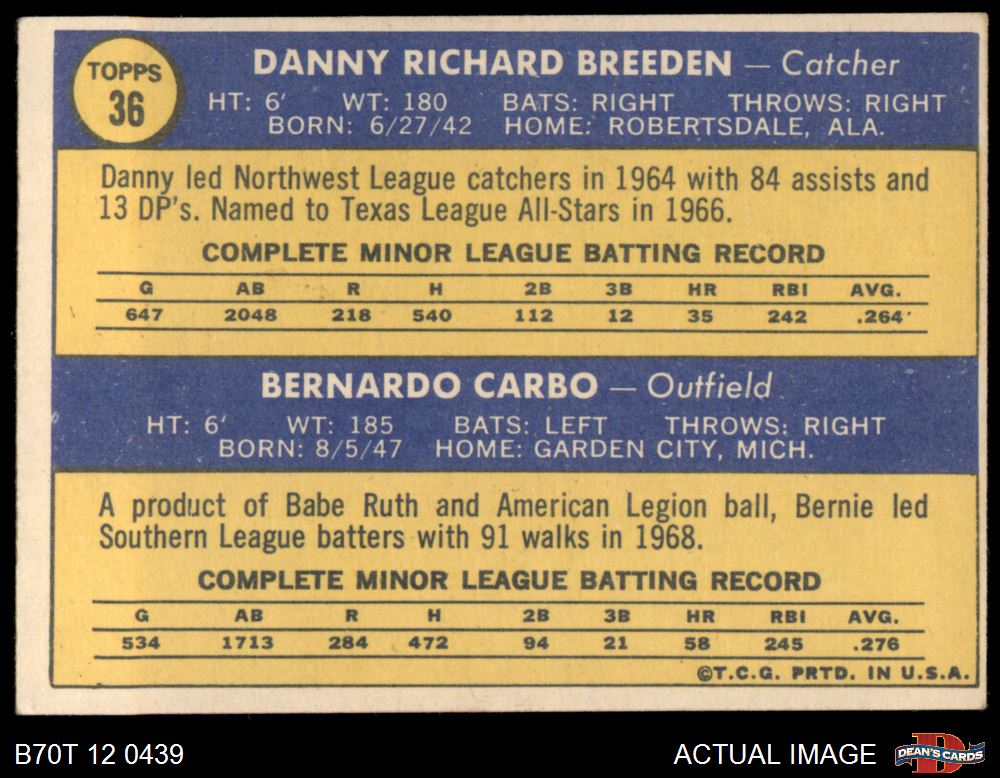 TOPPS
36
DANNY RICHARD BREEDEN — Catcher
HT: 6' WT: 180 BATS: RIGHT THROWS: RIGHT
BORN: 6/27/42 HOME: ROBERTSDALE, ALA.
Danny led Northwest League catchers in 1964 with 84 assists and
13 DP's. Named to Texas League All-Stars in 1966.
COMPLETE MINOR LEAGUE BATTING RECORD
G AB R H 2B 3B HR RBI AVG.
647 2048 218 540 112 12 35 242 .264
BERNARDO CARBO — Outfield
HT: 6' WT: 185 BATS: LEFT THROWS: RIGHT
BORN: 8/5/47 HOME: GARDEN CITY, MICH.
A product of Babe Ruth and American Legion ball, Bernie led
Southern League batters with 91 walks in 1968.
COMPLETE MINOR LEAGUE BATTING RECORD
G AB R H 2B 3B HR RBI AVG.
534 1713 284 472 94 21 58 245 .276
©T.C.G. PRTD. IN U.S.A.
B70T 12 0439
ACTUAL IMAGE
DEAN'S CARDS